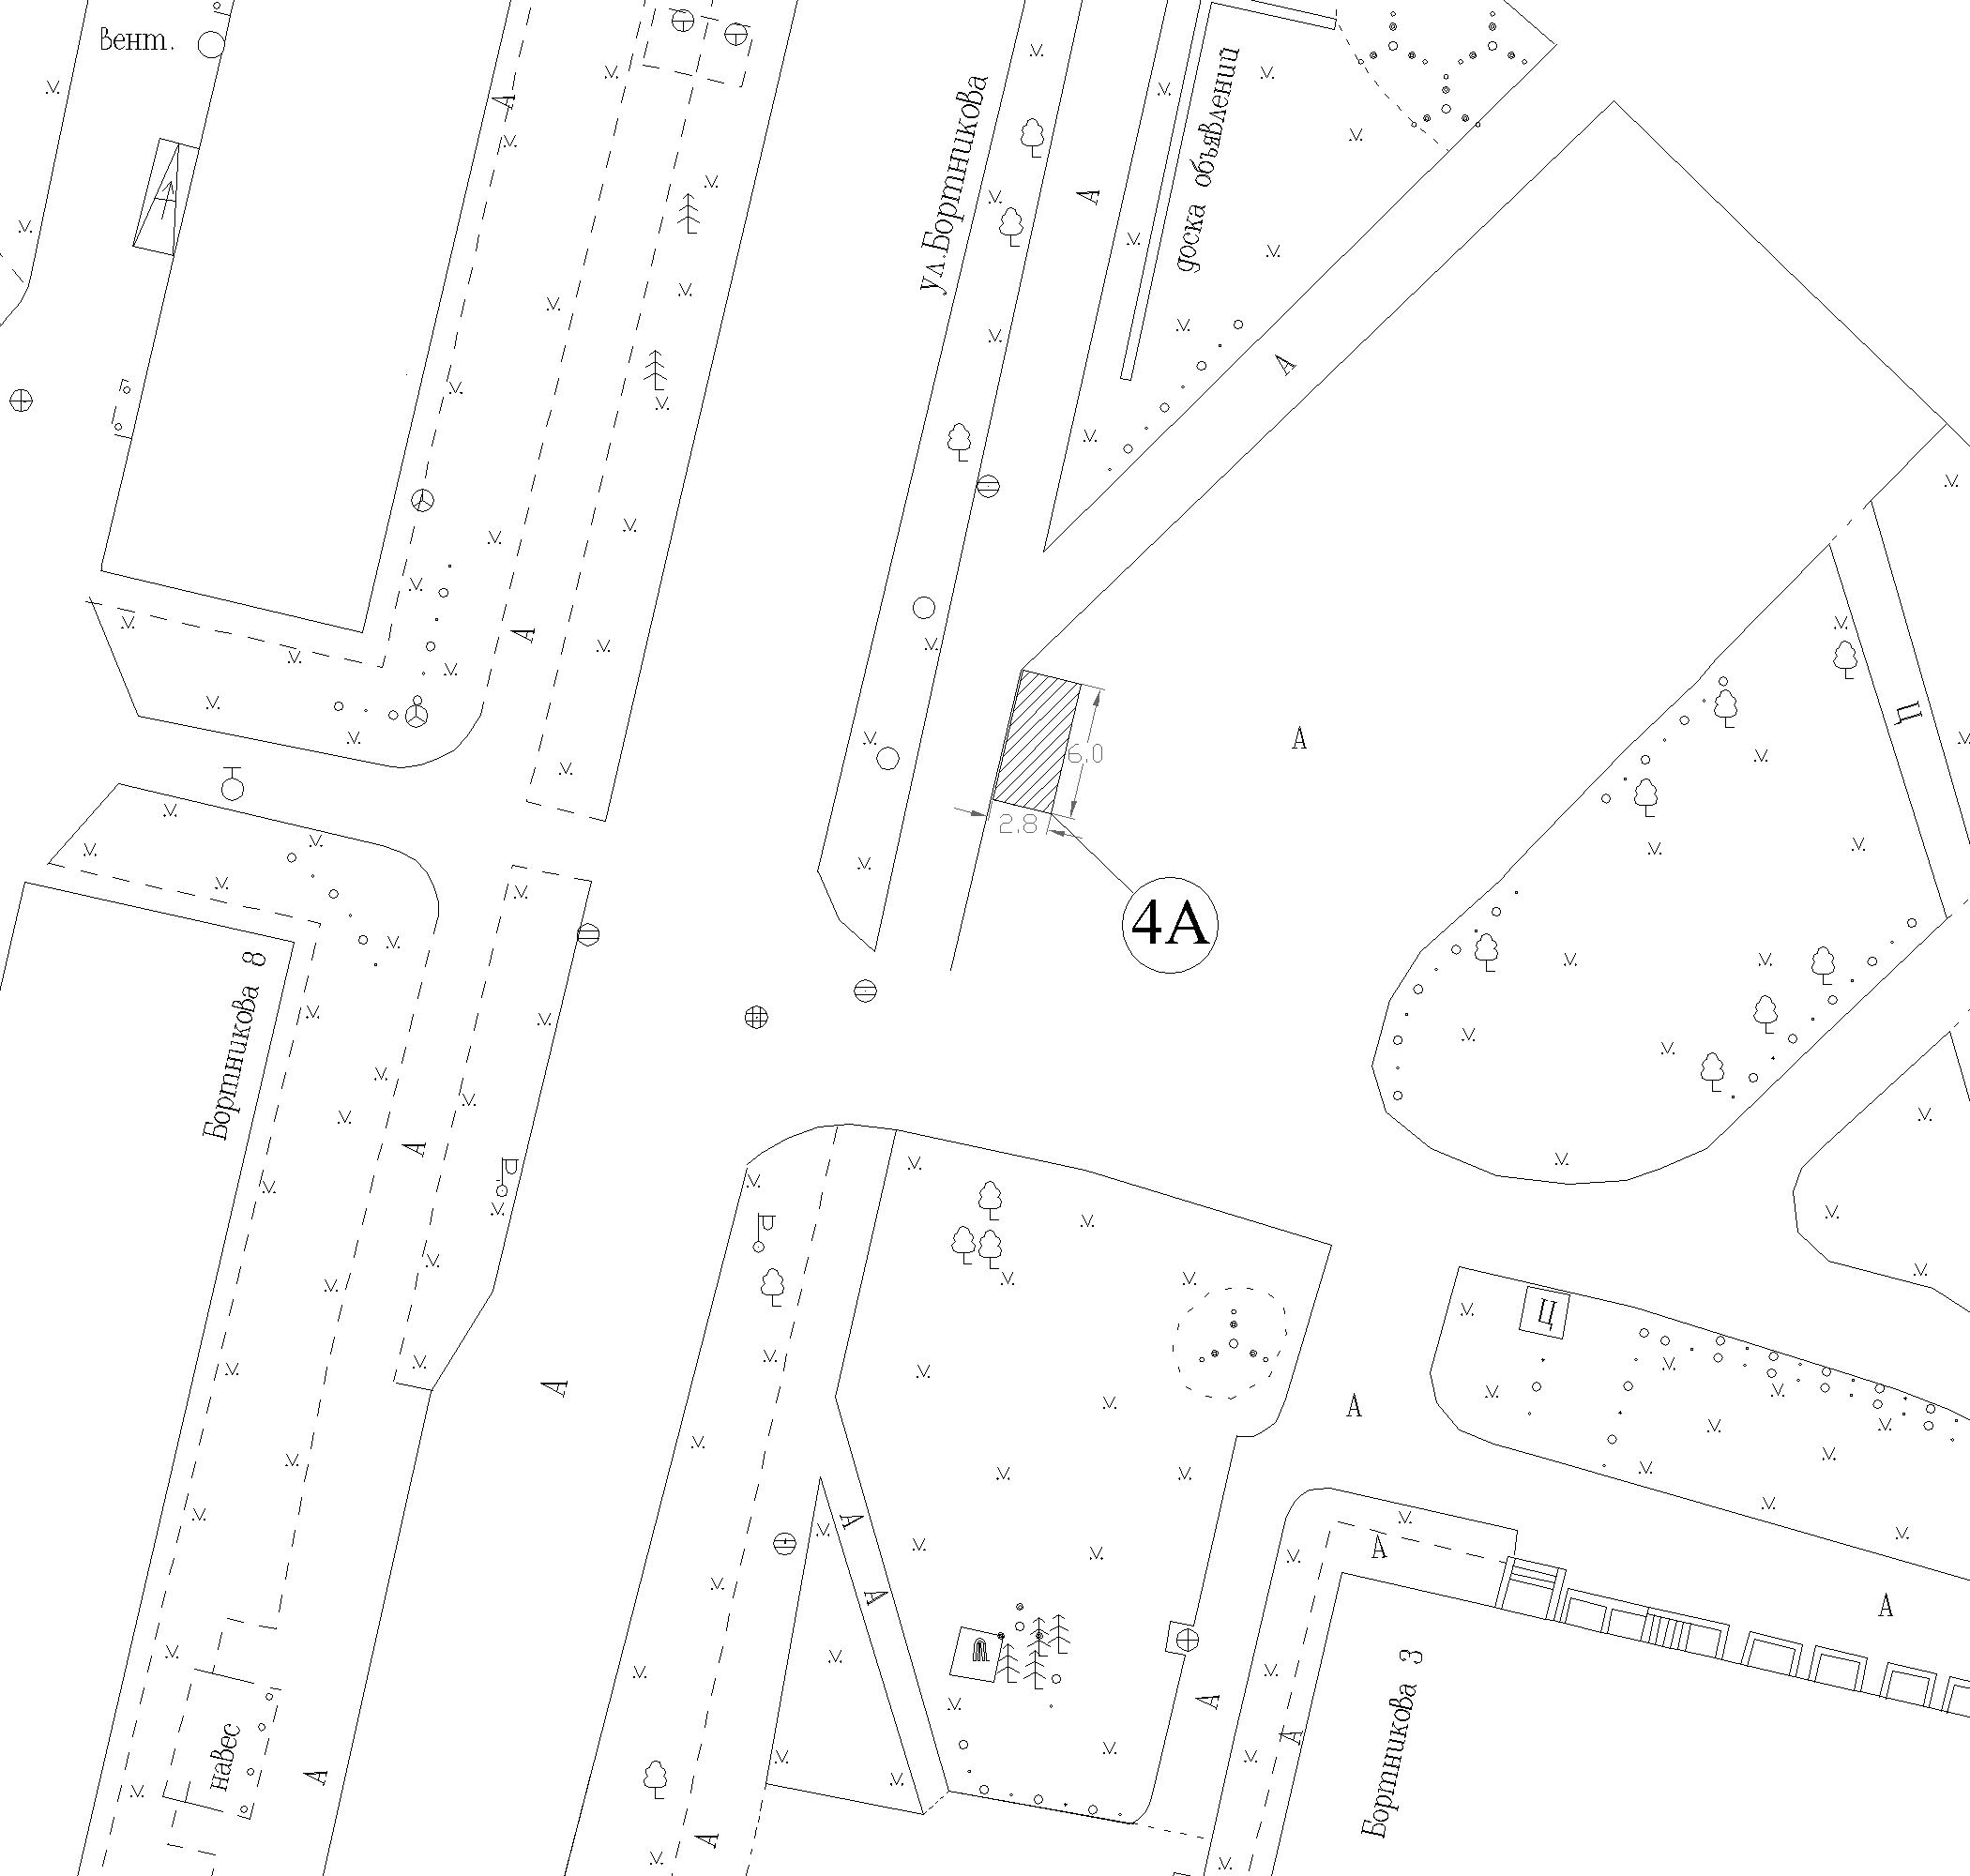 вент.
A
ул.Бортникова
A
доска объявлений
A
A
6,0
2,8
A
Ц
4А
Бортникова 8
A
A
Ц
A
A
A
A
A
A
Бортникова 3
A
A
навес
A
A